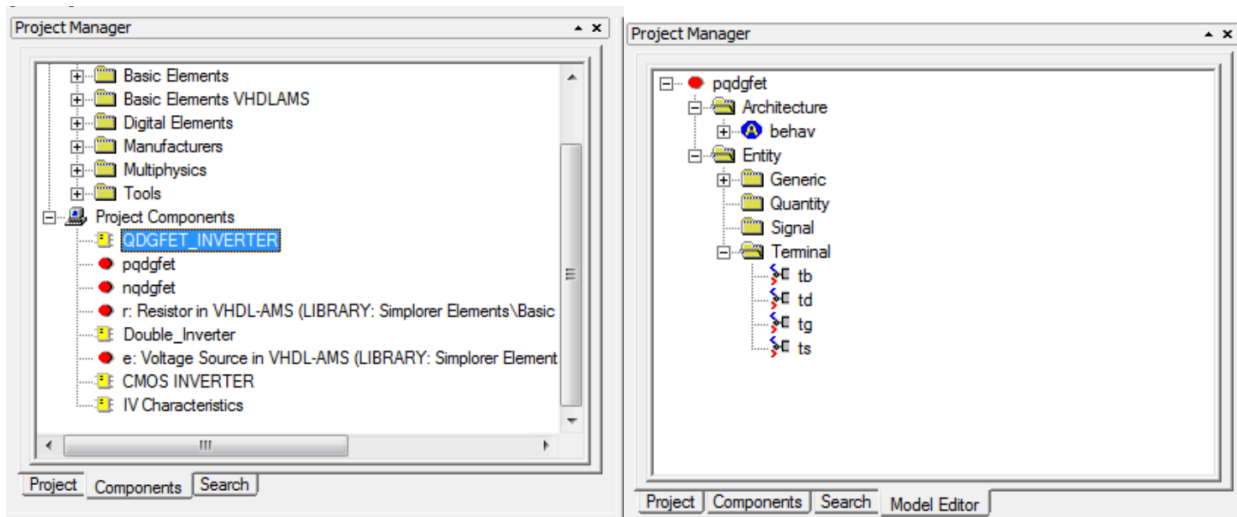 Project Manager
Basic Elements
Basic Elements VHDLAMS
Digital Elements
Manufacturers
Multiphysics
Tools
Project Components
QDGFET_INVERTER
pqdgfet
nqdgfet
r: Resistor in VHDL-AMS (LIBRARY: Simplorer Elements\Basic
Double_Inverter
e: Voltage Source in VHDL-AMS (LIBRARY: Simplorer Element
CMOS INVERTER
IV Characteristics
Project Components Search
Project Manager
pqdgfet
Architecture
behav
Entity
Generic
Quantity
Signal
Terminal
tb
td
tg
ts
Project Components Search Model Editor